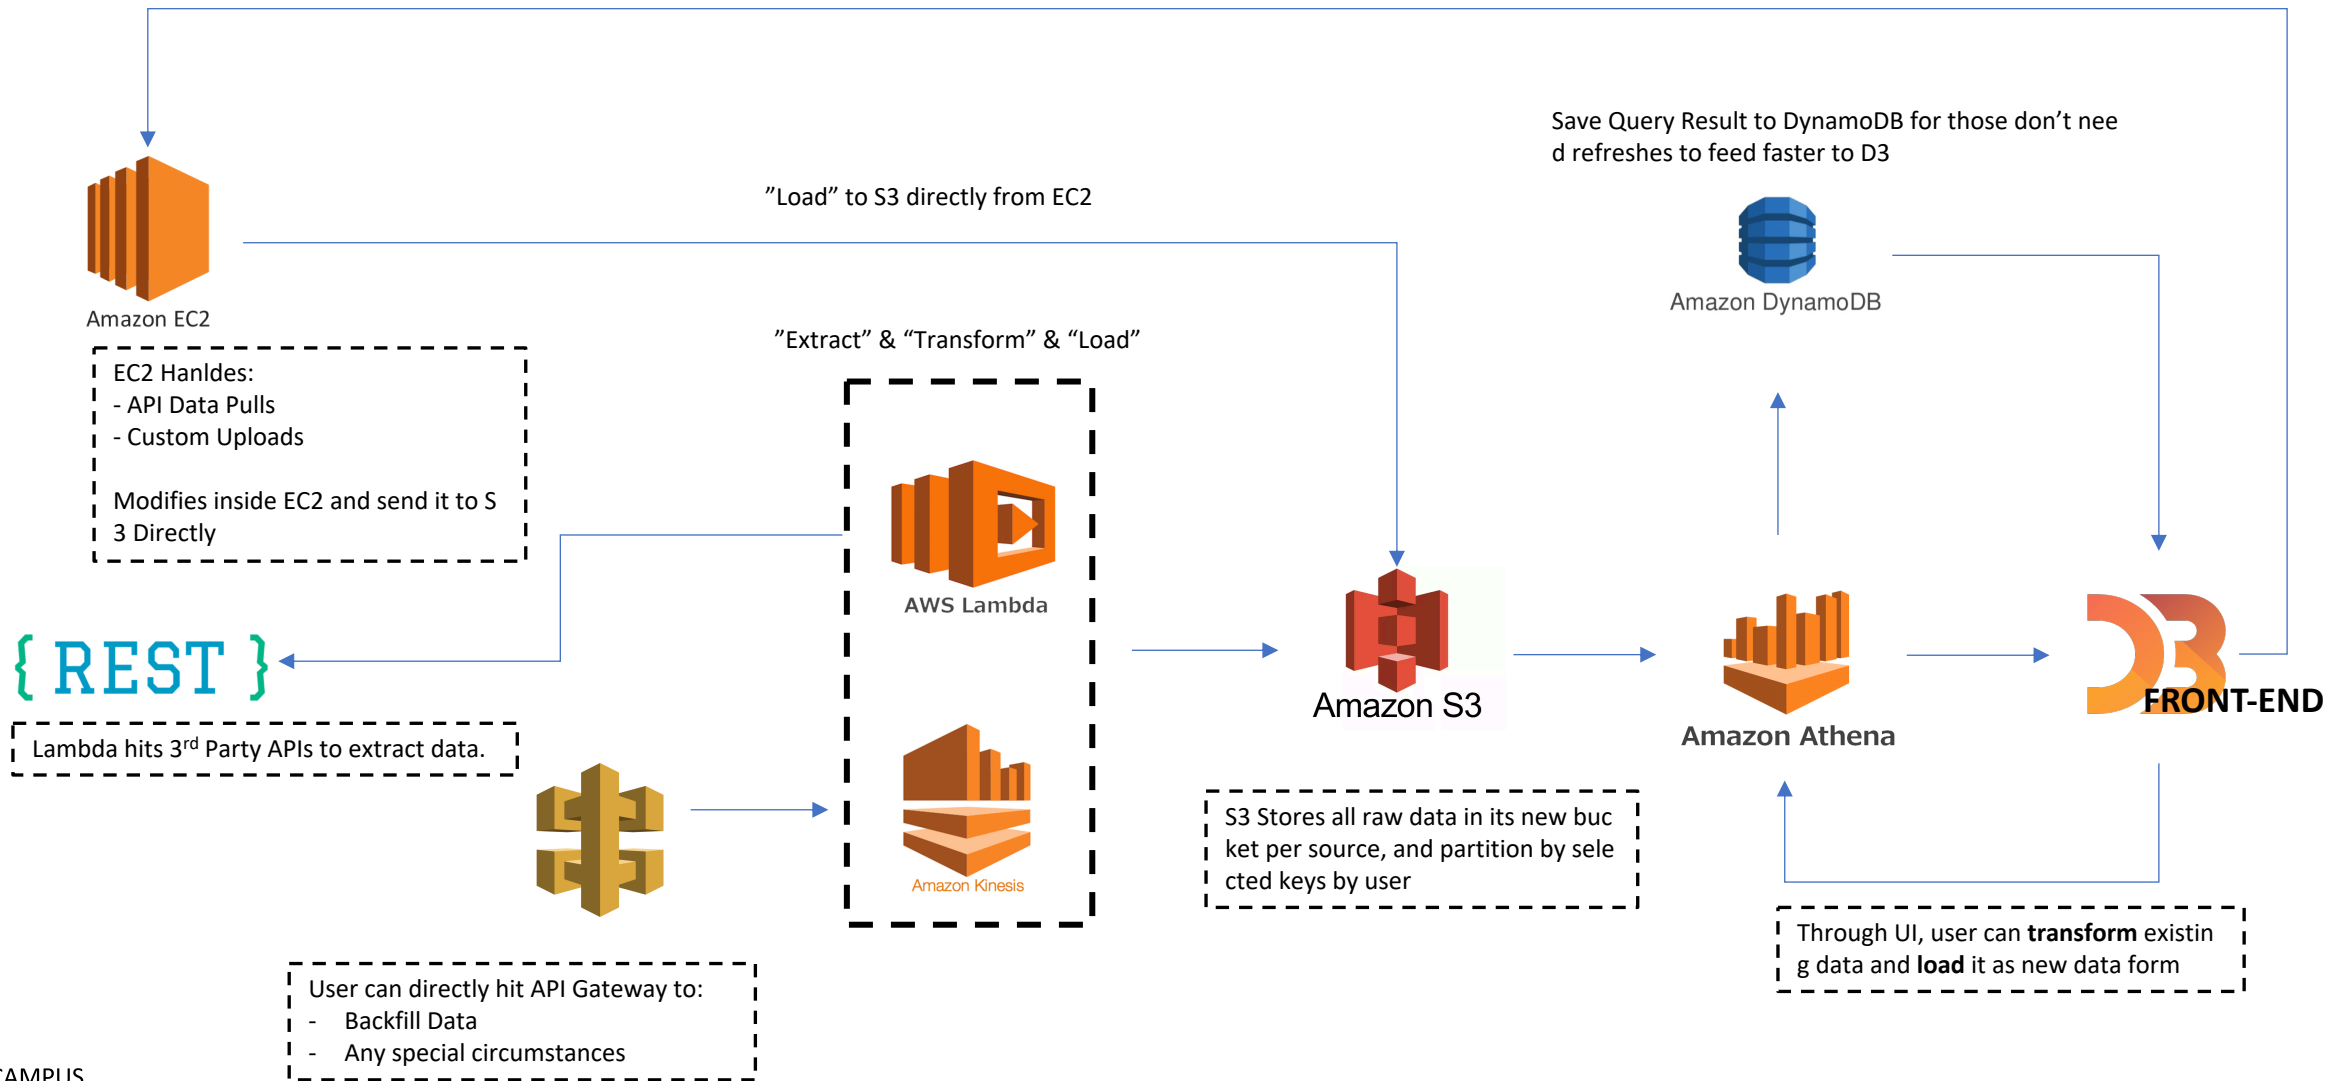 Save Query Result to DynamoDB for those don’t nee
d refreshes to feed faster to D3
”Load” to S3 directly from EC2
Amazon EC2
Amazon DynamoDB
”Extract” & “Transform” & “Load”
EC2 Hanldes:
- API Data Pulls
- Custom Uploads
Modifies inside EC2 and send it to S
3 Directly
AWS Lambda
{ REST }
Lambda hits 3rd Party APIs to extract data.
Amazon S3
Amazon Athena
D3
FRONT-END
Amazon Kinesis
S3 Stores all raw data in its new buc
ket per source, and partition by sele
cted keys by user
Through UI, user can transform existin
g data and load it as new data form
User can directly hit API Gateway to:
- Backfill Data
- Any special circumstances
CAMPUS